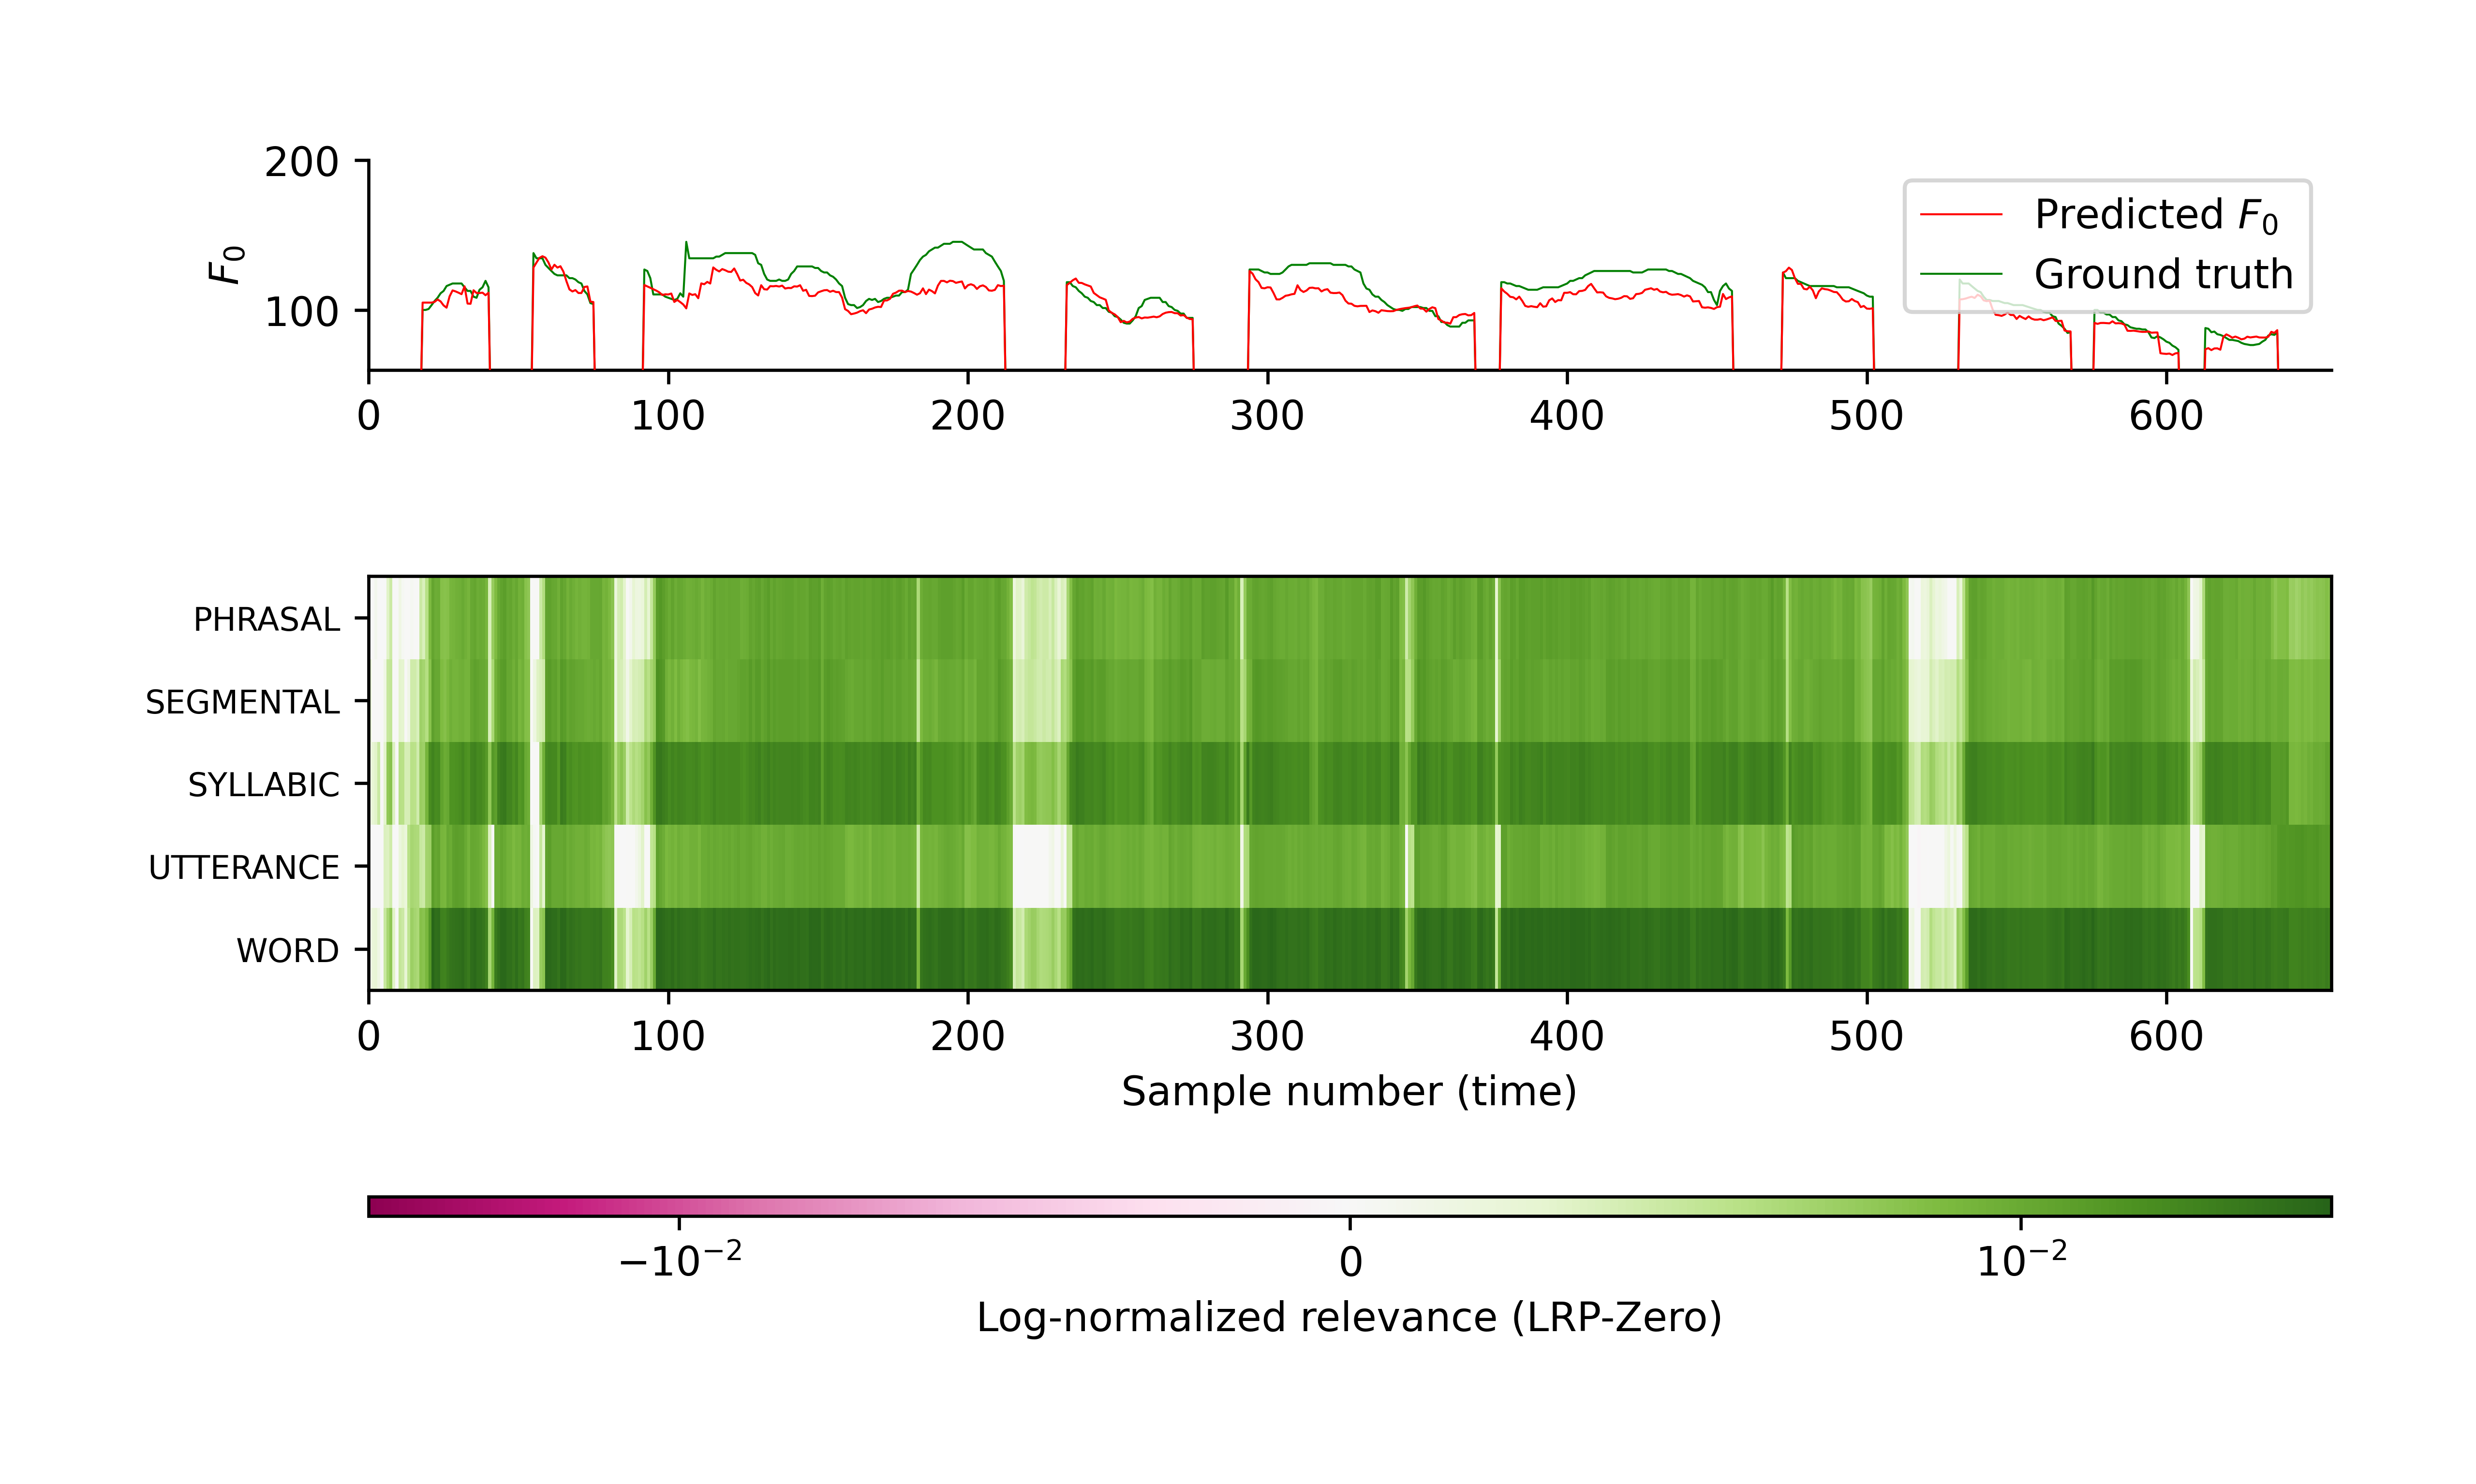 200
100
F₀
Predicted F₀
Ground truth
0 100 200 300 400 500 600
PHRASAL
SEGMENTAL
SYLLABIC
UTTERANCE
WORD
0 100 200 300 400 500 600
Sample number (time)
−10⁻² 0 10⁻²
Log-normalized relevance (LRP-Zero)